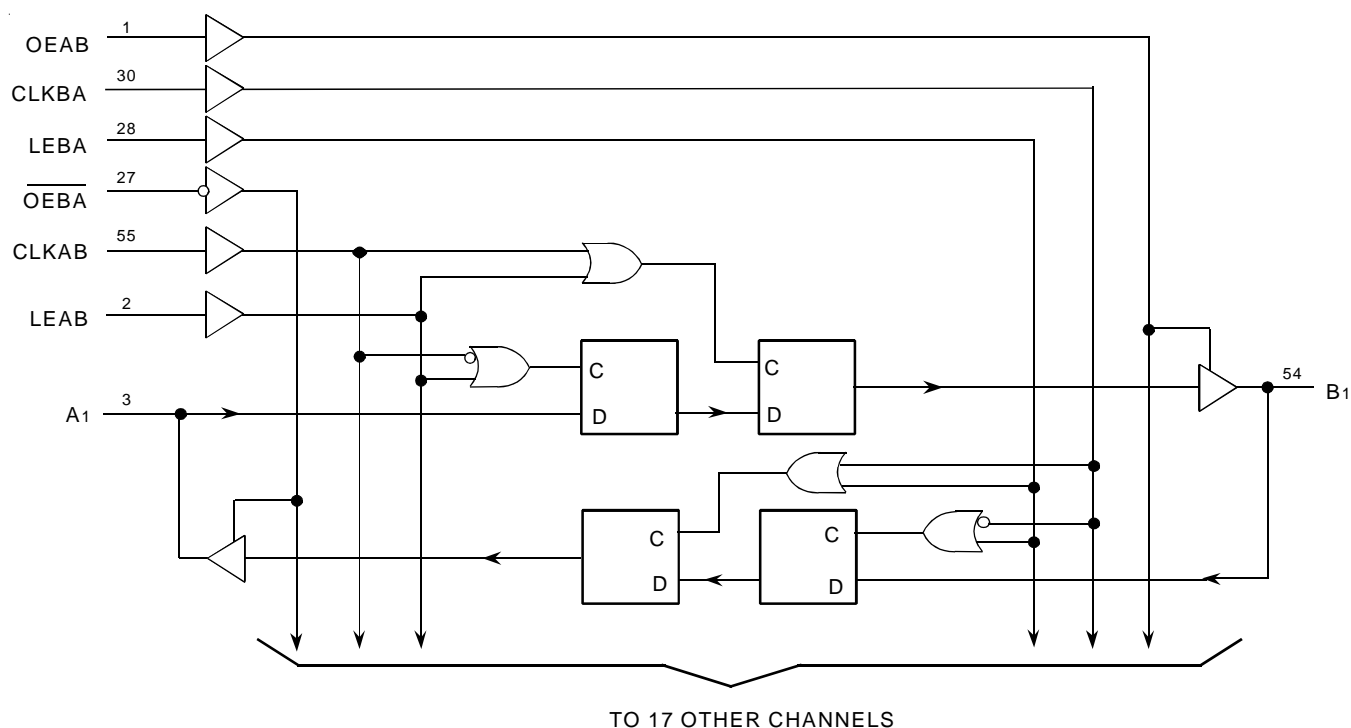 OEAB 1
CLKBA 30
LEBA 28
OEBA 27
CLKAB 55
LEAB 2
A1 3
C
D
C
D
54 B1
C
D
C
D
TO 17 OTHER CHANNELS